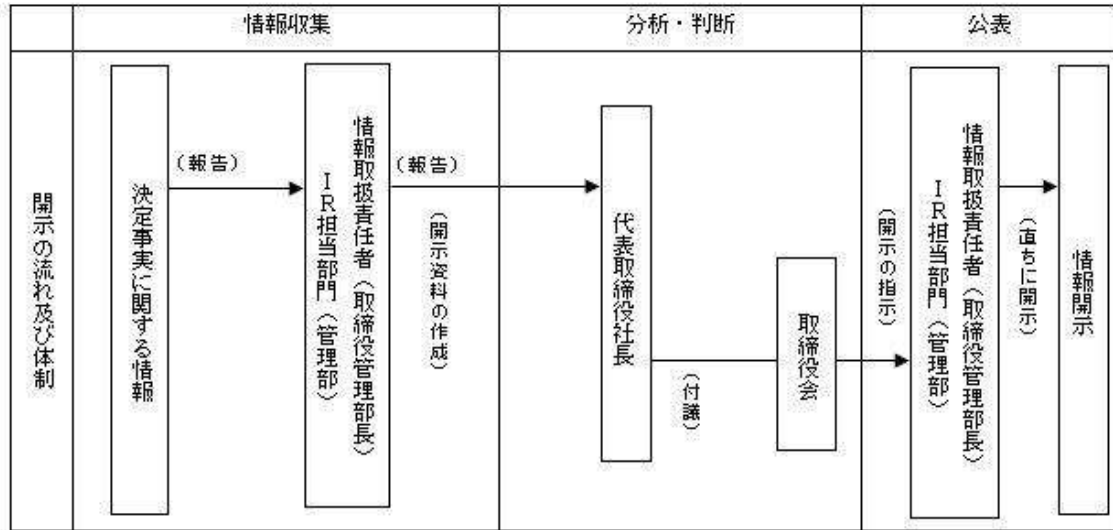 情報収集
分析・判断
公表
開示の流れ及び体制
決定事実に関する情報
（報告）
情報取扱責任者（取締役管理部長）
ＩＲ担当部門（管理部）
（報告）
（開示資料の作成）
代表取締役社長
（付議）
取締役会
（開示の指示）
情報取扱責任者（取締役管理部長）
ＩＲ担当部門（管理部）
（直ちに開示）
情報開示